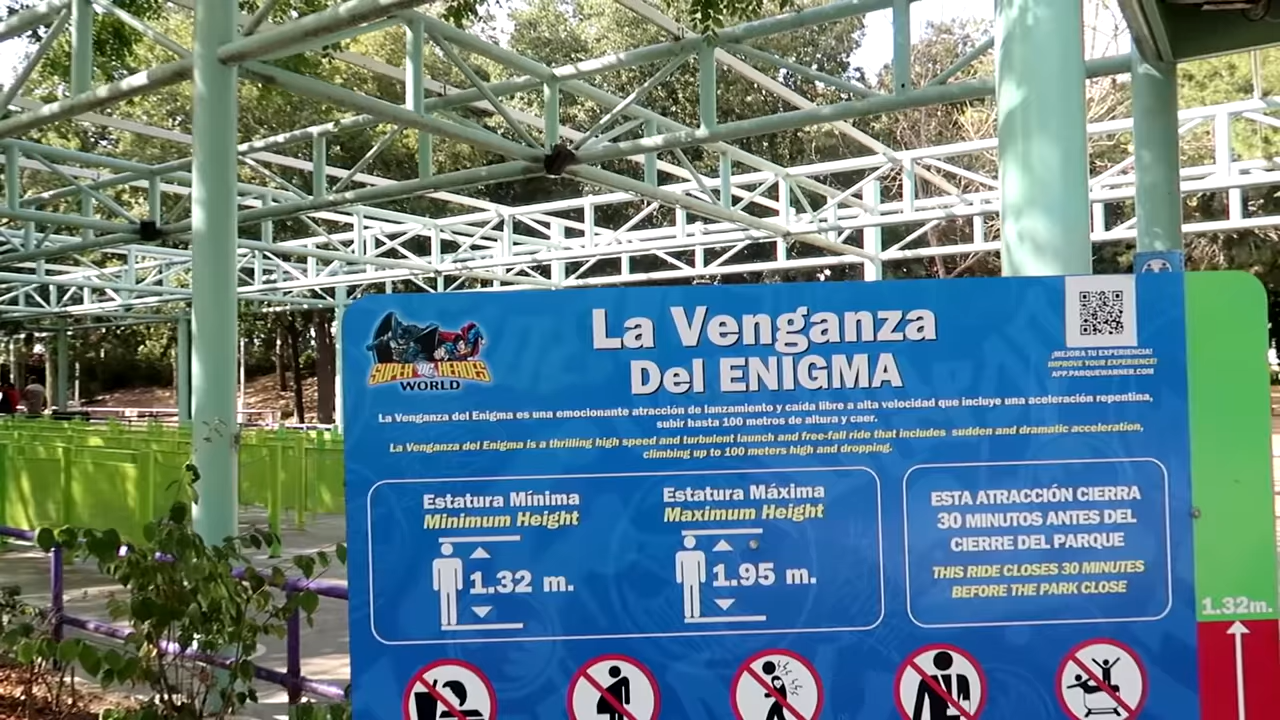 La Venganza
Del ENIGMA
SUPER DC HEROES
WORLD
¡MEJORA TU EXPERIENCIA!
IMPROVE YOUR EXPERIENCE!
APP.PARQUEWARNER.COM
La Venganza del Enigma es una emocionante atracción de lanzamiento y caída libre a alta velocidad que incluye una aceleración repentina,
subir hasta 100 metros de altura y caer.
La Venganza del Enigma is a thrilling high speed and turbulent launch and free-fall ride that includes sudden and dramatic acceleration,
climbing up to 100 meters high and dropping.
Estatura Mínima
Minimum Height
1.32 m.
Estatura Máxima
Maximum Height
1.95 m.
ESTA ATRACCIÓN CIERRA
30 MINUTOS ANTES DEL
CIERRE DEL PARQUE
THIS RIDE CLOSES 30 MINUTES
BEFORE THE PARK CLOSE
1.32m.